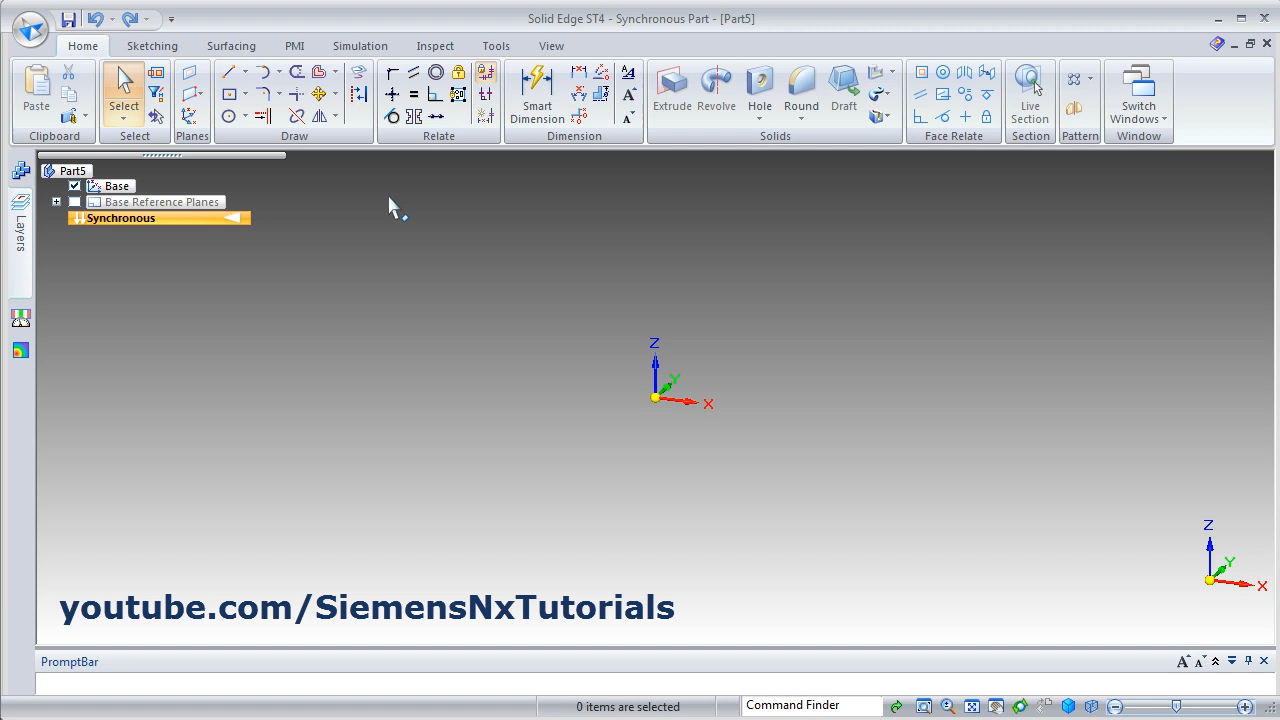 Solid Edge ST4 - Synchronous Part - [Part5]
Home Sketching Surfacing PMI Simulation Inspect Tools View
Paste Select Smart Dimension Extrude Revolve Hole Round Draft Live Section Switch Windows
Clipboard Select Planes Draw Relate Dimension Solids Face Relate Section Pattern Window
Part5
Base
Base Reference Planes
Synchronous
Layers
Z
Y
X
Z
Y
X
youtube.com/SiemensNxTutorials
PromptBar
0 items are selected Command Finder